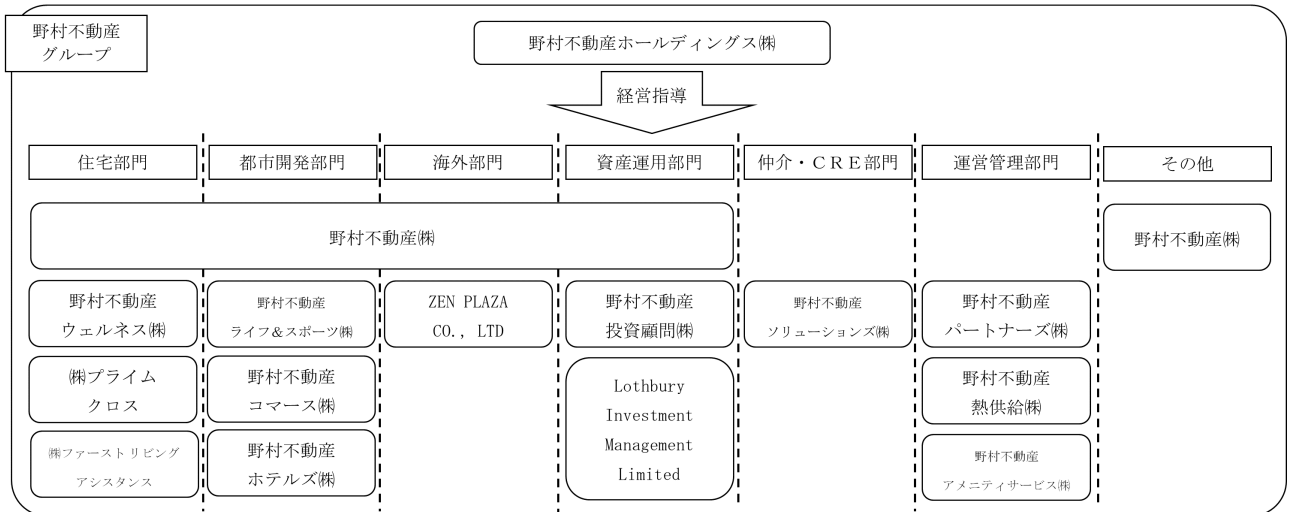 野村不動産
グループ
野村不動産ホールディングス㈱
経営指導
住宅部門
都市開発部門
海外部門
資産運用部門
仲介・ＣＲＥ部門
運営管理部門
その他
野村不動産㈱
野村不動産㈱
野村不動産
ウェルネス㈱
野村不動産
ライフ＆スポーツ㈱
ZEN PLAZA
CO., LTD
野村不動産
投資顧問㈱
野村不動産
ソリューションズ㈱
野村不動産
パートナーズ㈱
㈱プライム
クロス
野村不動産
コマース㈱
Lothbury
Investment
Management
Limited
野村不動産
熱供給㈱
㈱ファーストリビング
アシスタンス
野村不動産
ホテルズ㈱
野村不動産
アメニティサービス㈱